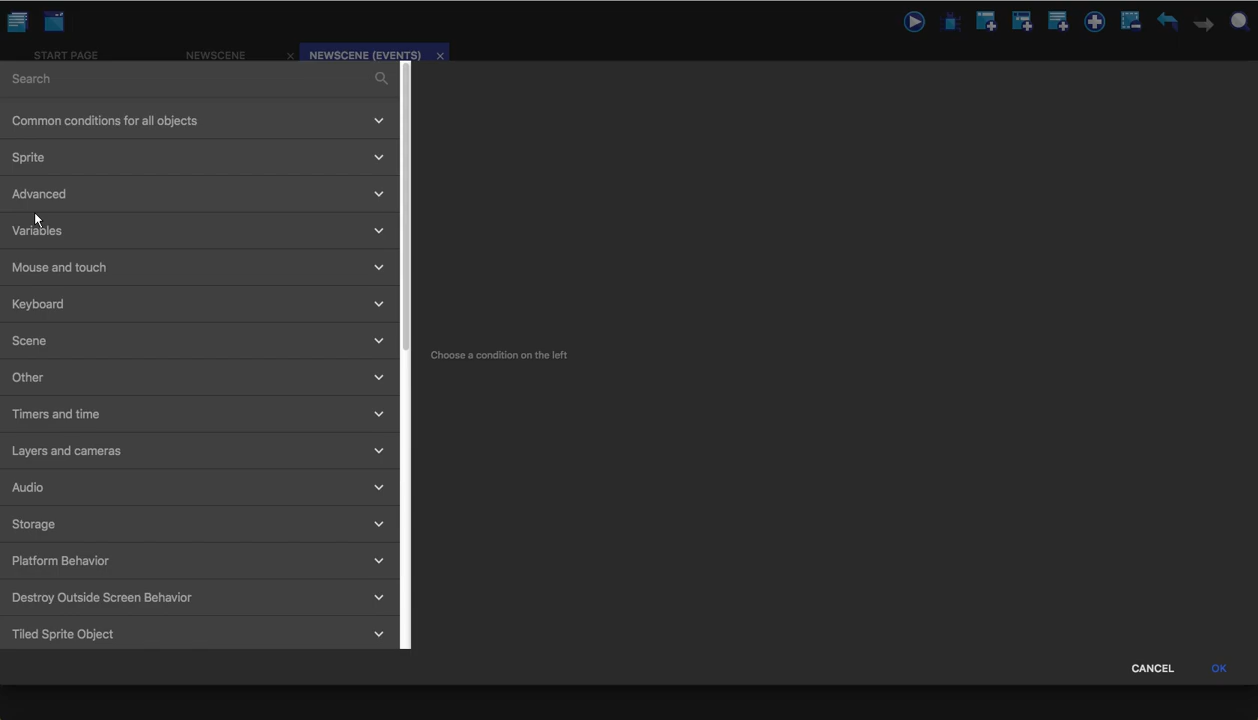 START PAGE NEWSCENE NEWSCENE (EVENTS)
Search
Common conditions for all objects
Sprite
Advanced
Variables
Mouse and touch
Keyboard
Scene
Choose a condition on the left
Other
Timers and time
Layers and cameras
Audio
Storage
Platform Behavior
Destroy Outside Screen Behavior
Tiled Sprite Object
CANCEL OK